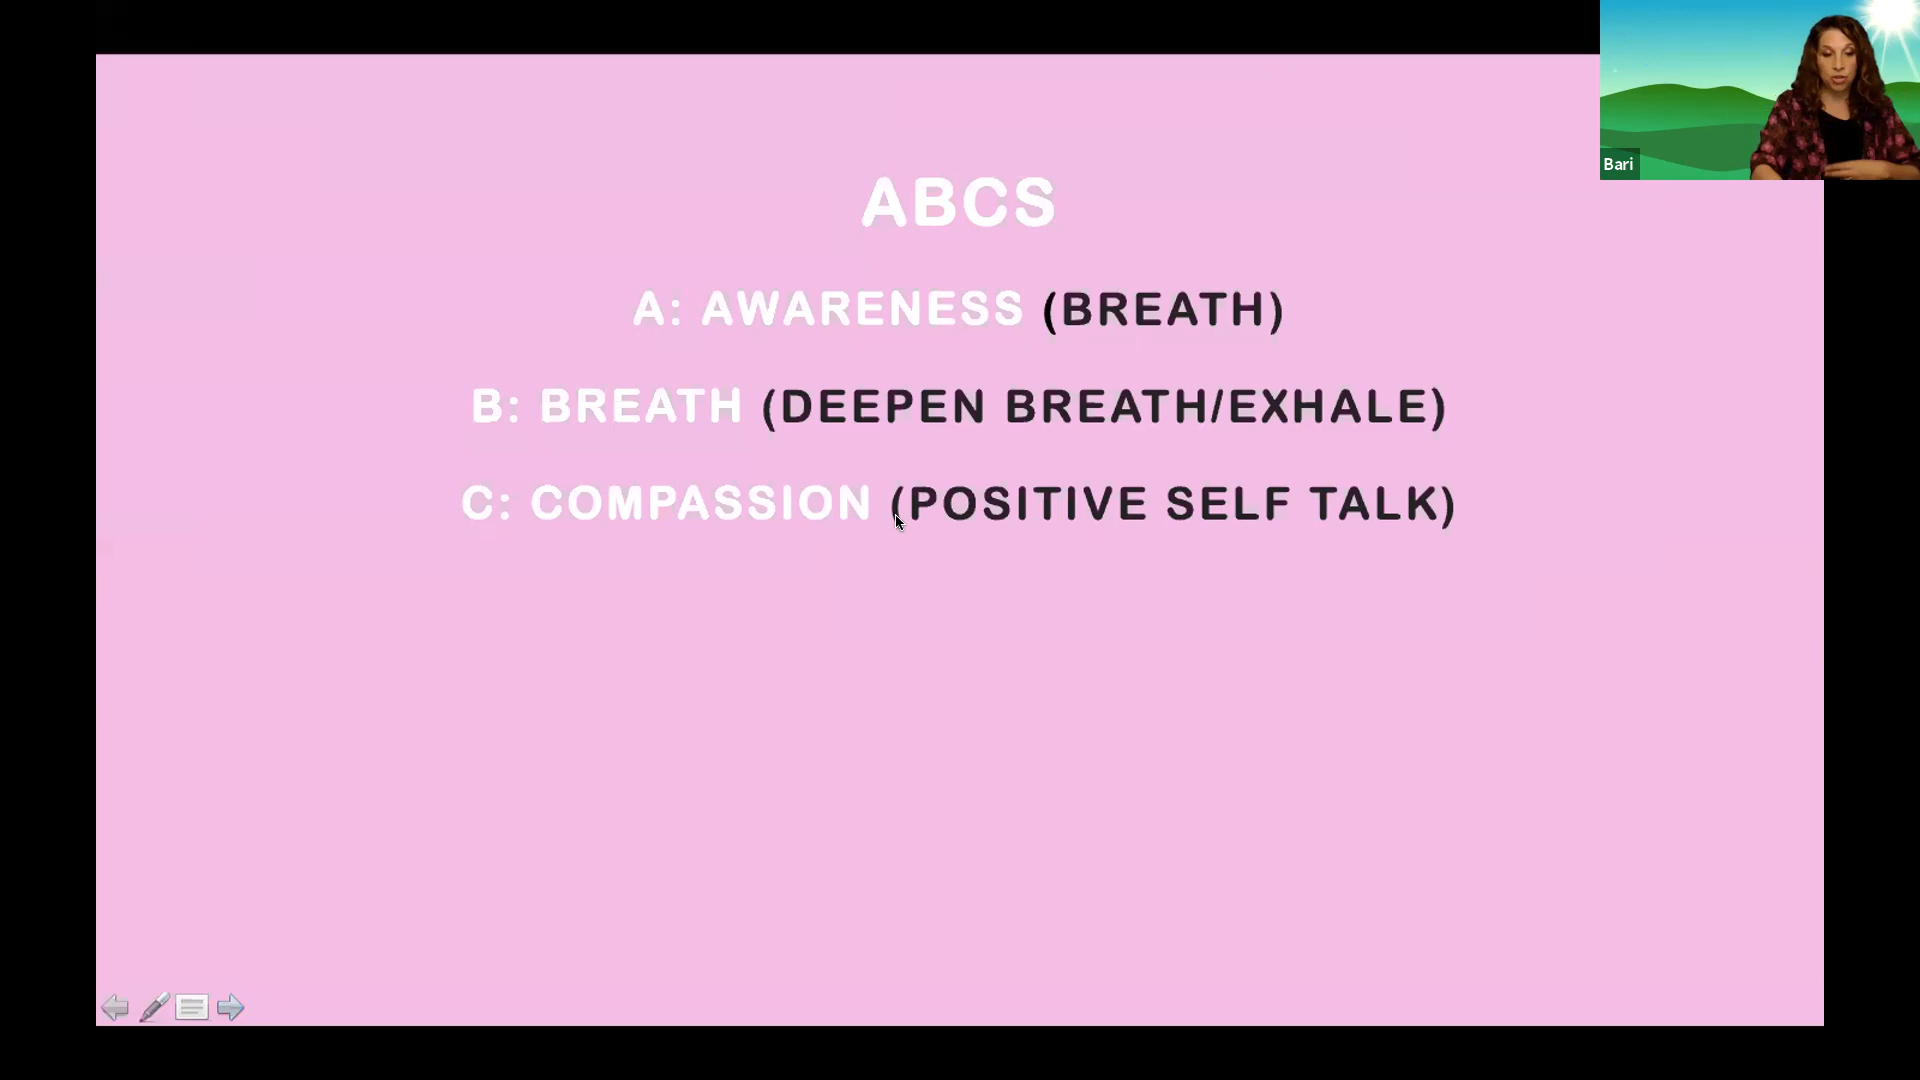 Bari
ABCS
A: AWARENESS (BREATH)
B: BREATH (DEEPEN BREATH/EXHALE)
C: COMPASSION (POSITIVE SELF TALK)